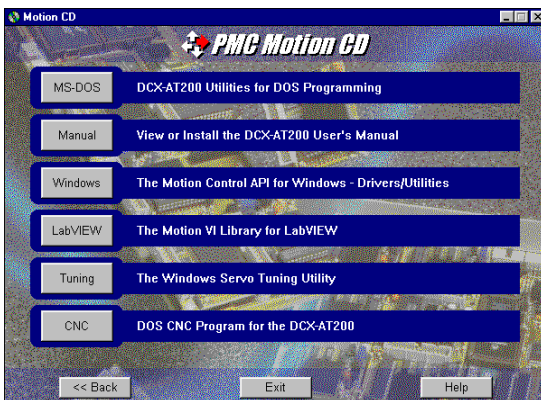 Motion CD
PMC Motion CD
MS-DOS DCX-AT200 Utilities for DOS Programming
Manual View or Install the DCX-AT200 User's Manual
Windows The Motion Control API for Windows - Drivers/Utilities
LabVIEW The Motion VI Library for LabVIEW
Tuning The Windows Servo Tuning Utility
CNC DOS CNC Program for the DCX-AT200
<< Back Exit Help